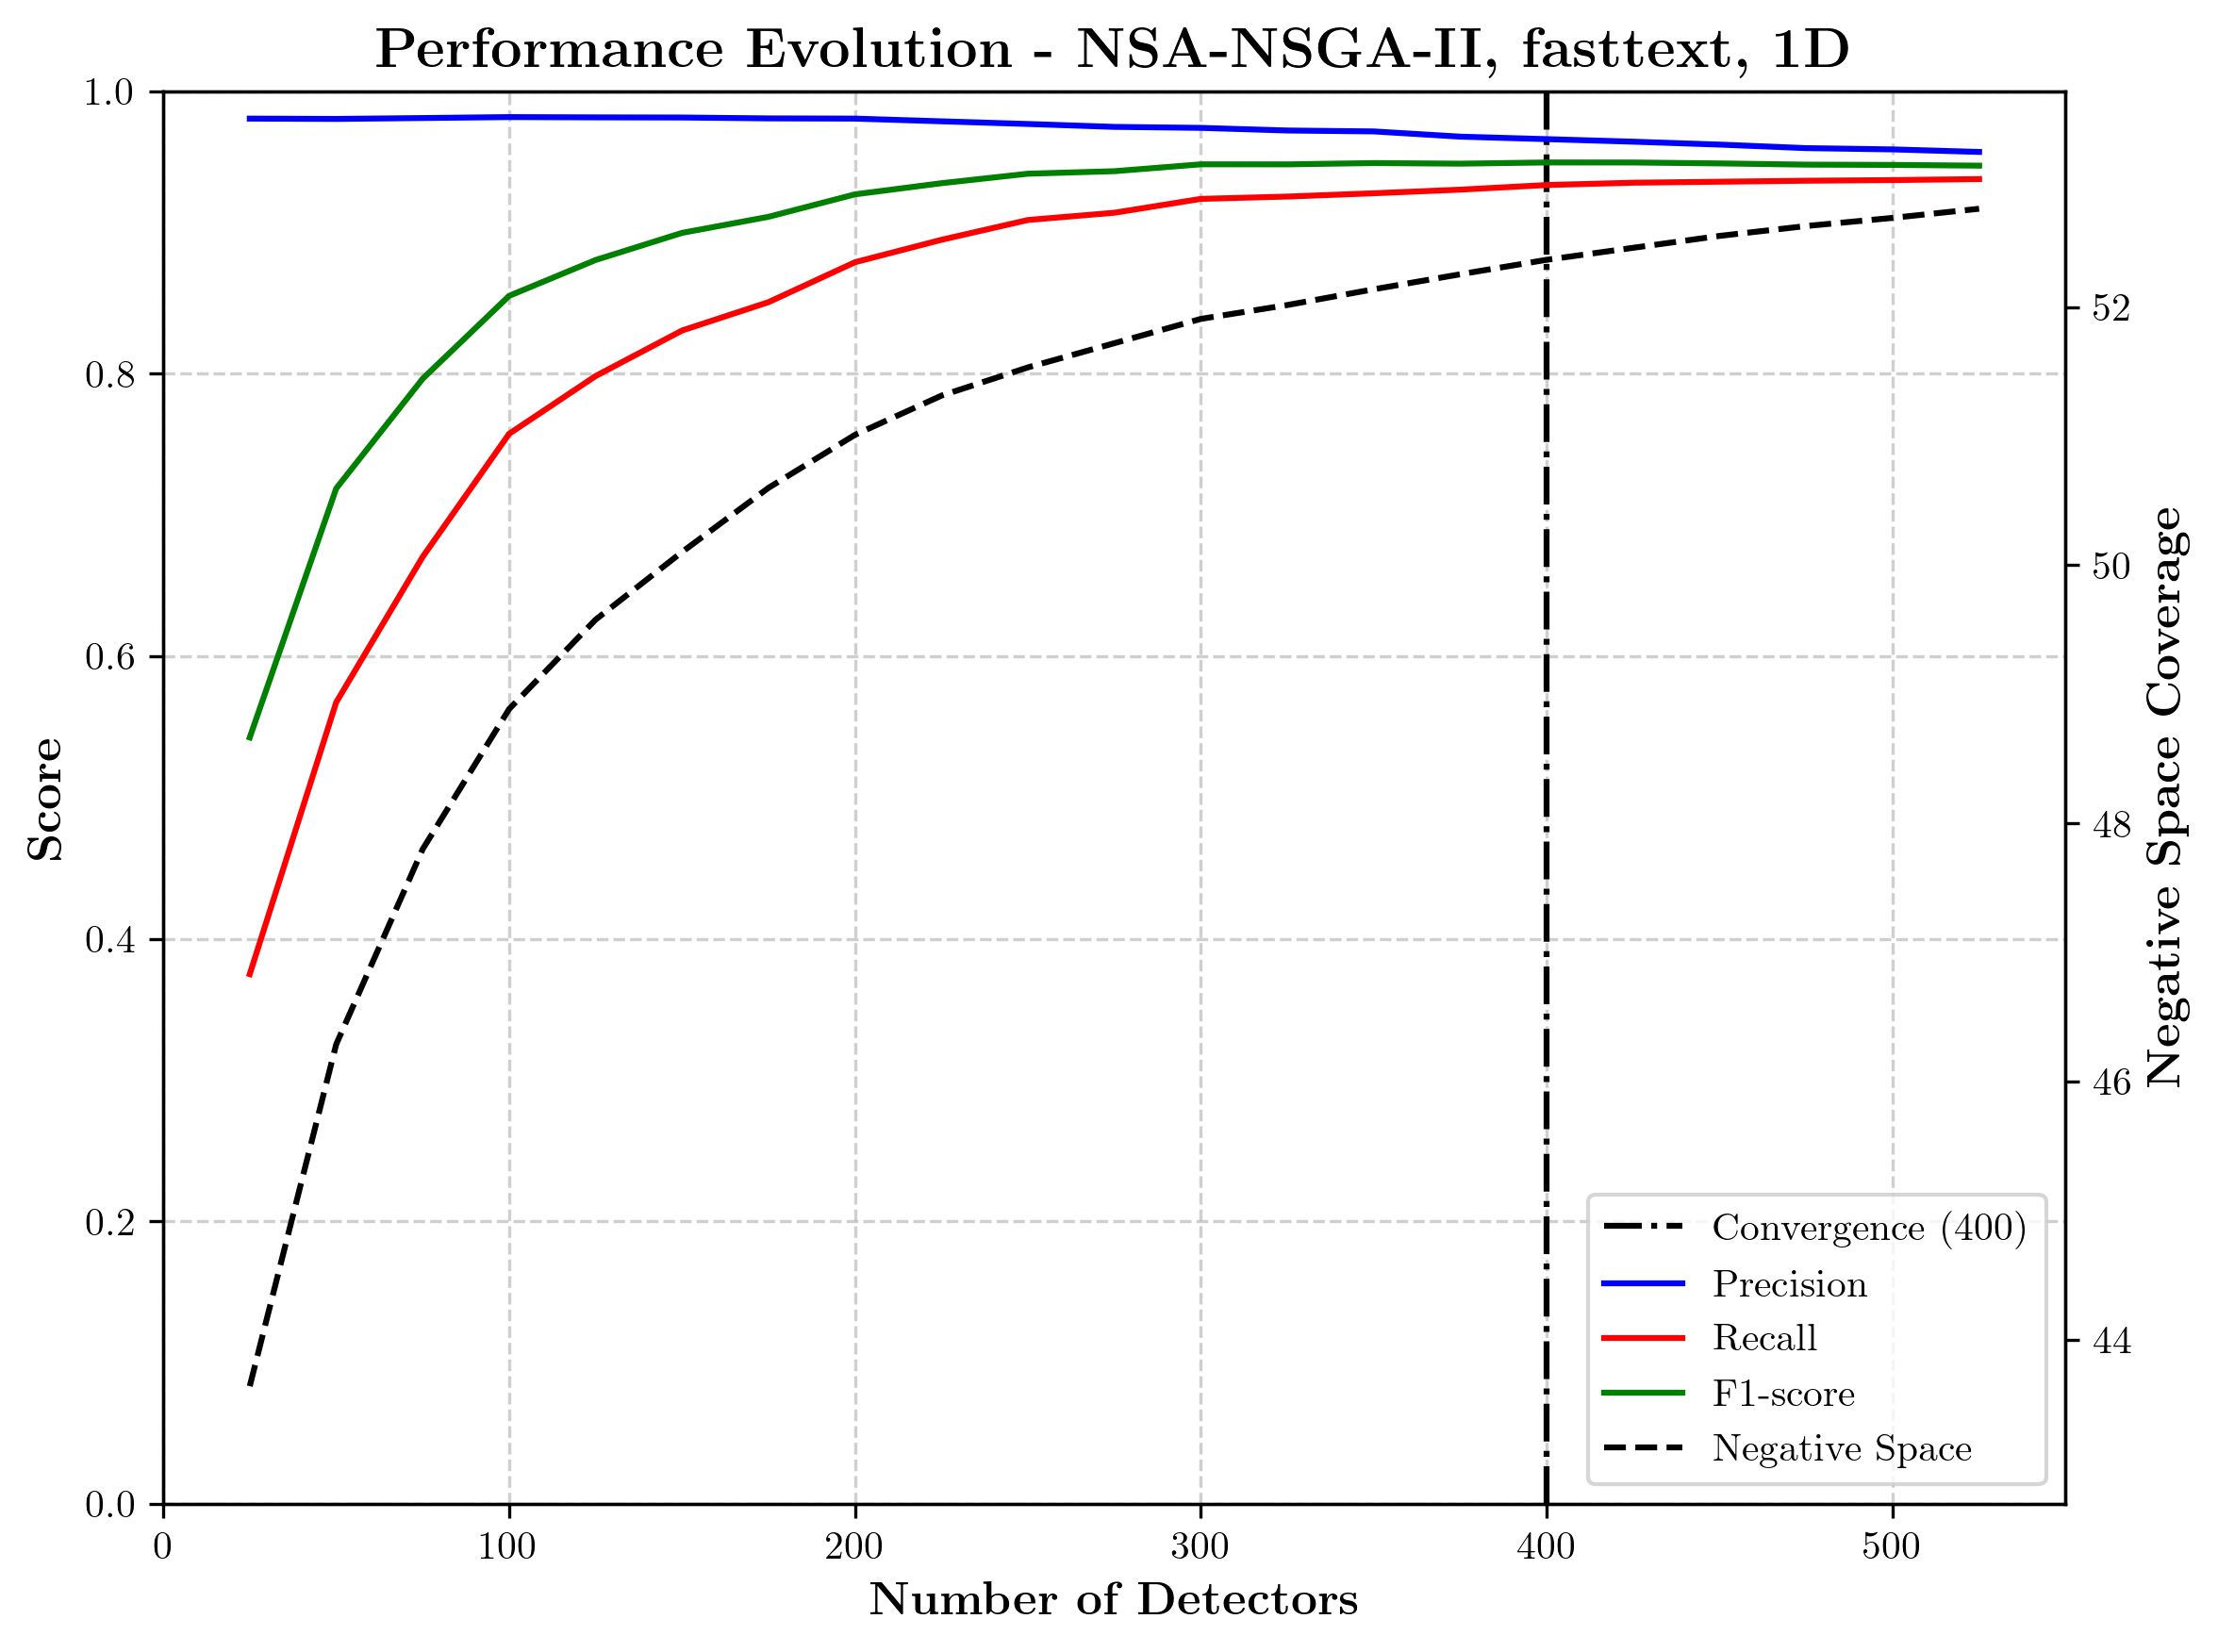 Performance Evolution - NSA-NSGA-II, fasttext, 1D
1.0
0.8
0.6
0.4
0.2
0.0
Score
0
100
200
300
400
500
Number of Detectors
52
50
48
46
44
Negative Space Coverage
Convergence (400)
Precision
Recall
F1-score
Negative Space